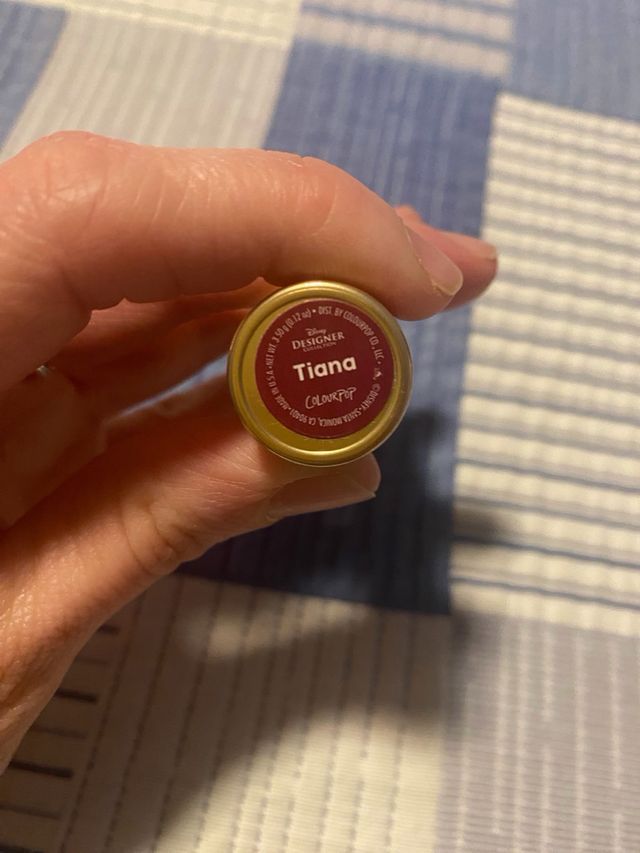 Disney
DESIGNER
COLLECTION
Tiana
COLOURPOP
MADE IN U.S.A • NET WT. 3.50 g (0.12 oz) • DIST. BY COLOURPOP CO., LLC •
© DISNEY • SANTA MONICA, CA 90401 •